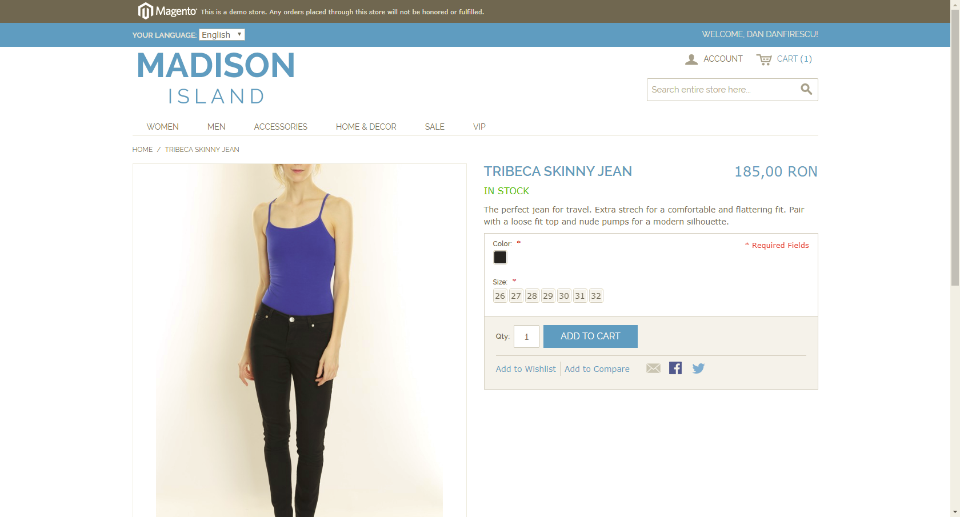 Magento This is a demo store. Any orders placed through this store will not be honored or fulfilled.
YOUR LANGUAGE: English WELCOME, DAN DANFIRESCU!
MADISON
ISLAND
ACCOUNT CART (1)
Search entire store here...
WOMEN MEN ACCESSORIES HOME & DECOR SALE VIP
HOME / TRIBECA SKINNY JEAN
TRIBECA SKINNY JEAN 185,00 RON
IN STOCK
The perfect jean for travel. Extra strech for a comfortable and flattering fit. Pair
with a loose fit top and nude pumps for a modern silhouette.
Color: * * Required Fields
Size: *
26 27 28 29 30 31 32
Qty: 1 ADD TO CART
Add to Wishlist Add to Compare